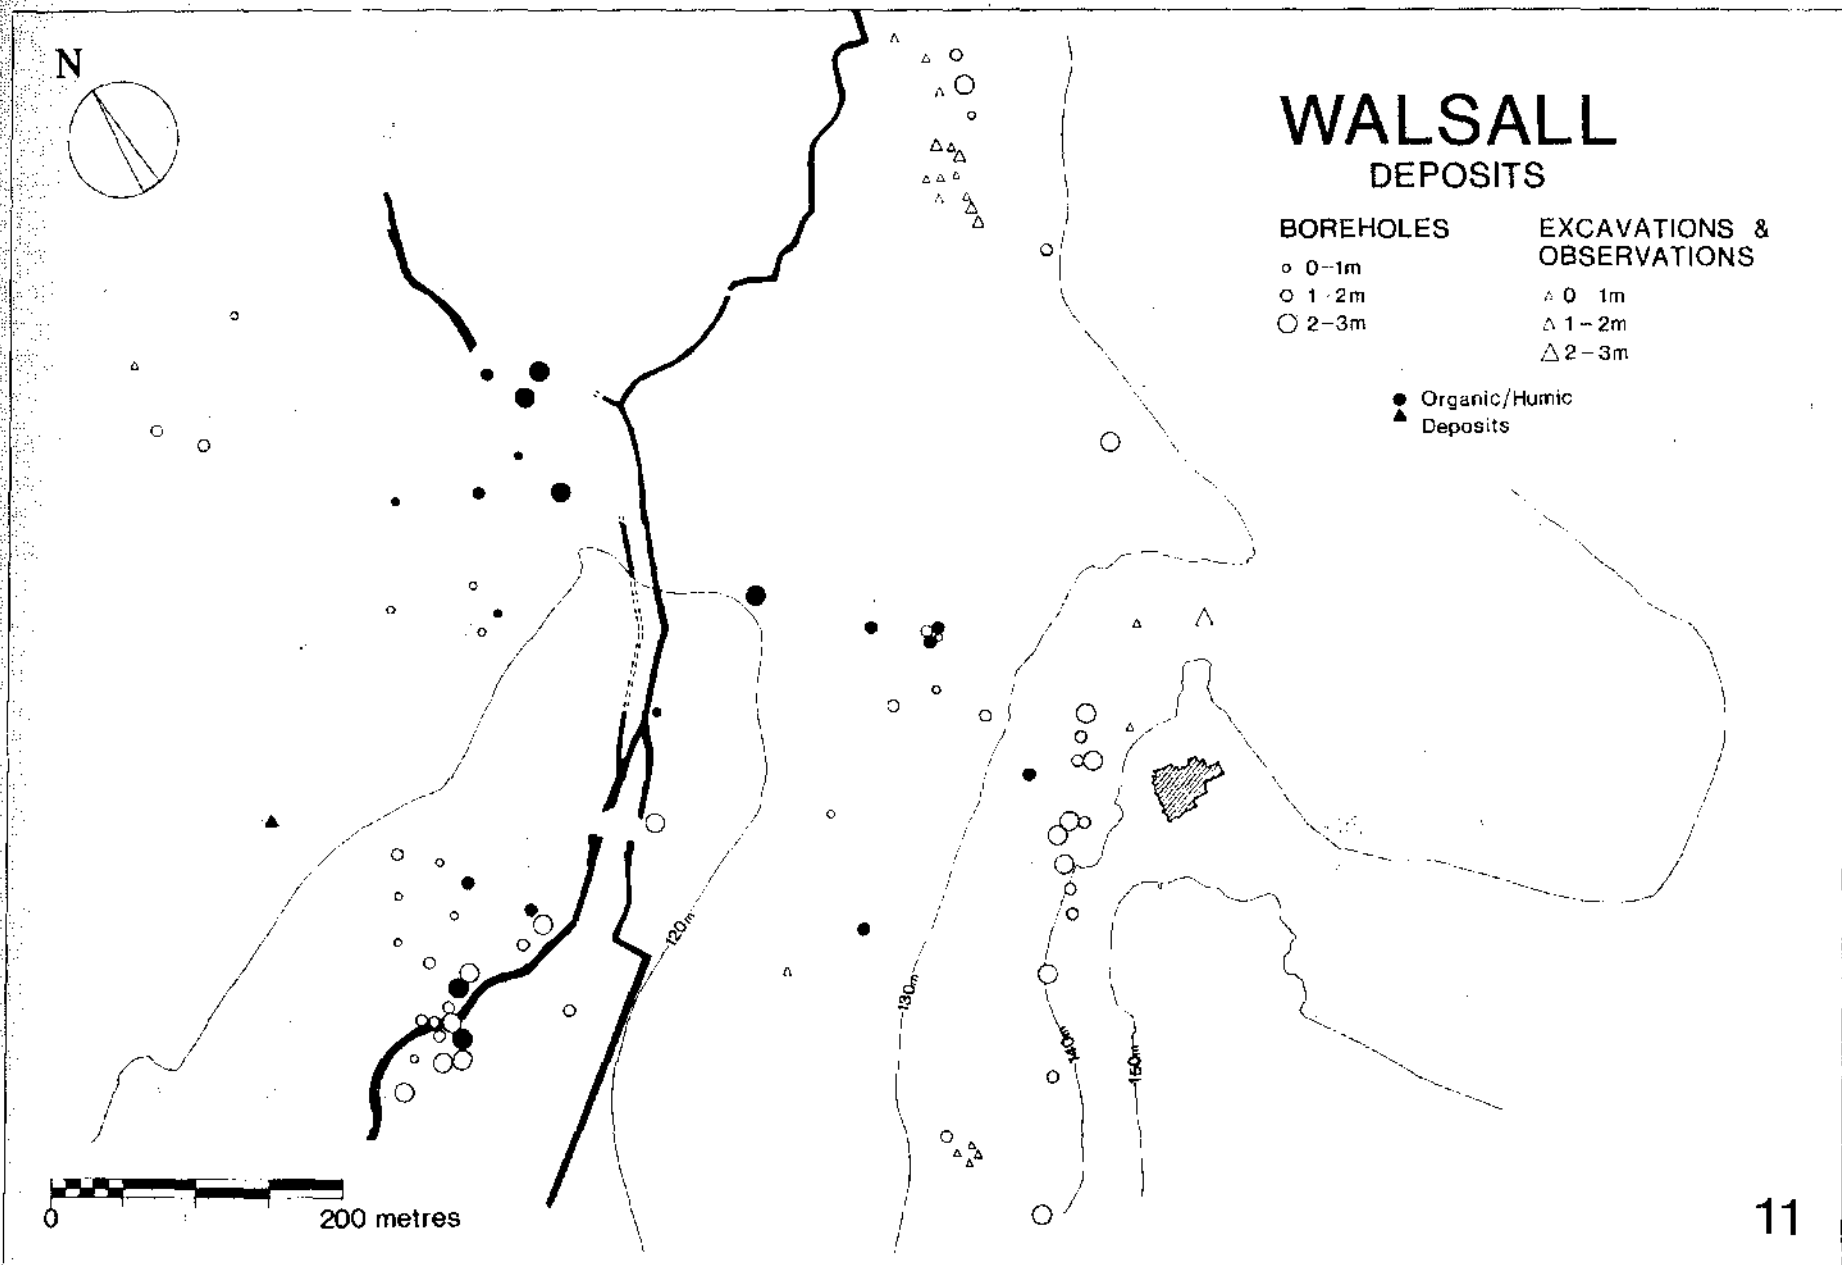 N
WALSALL
DEPOSITS
BOREHOLES
0-1m
1-2m
2-3m
EXCAVATIONS &
OBSERVATIONS
0 1m
1-2m
2-3m
Organic/Humic
Deposits
120m
130m
140m
150m
0
200 metres
11